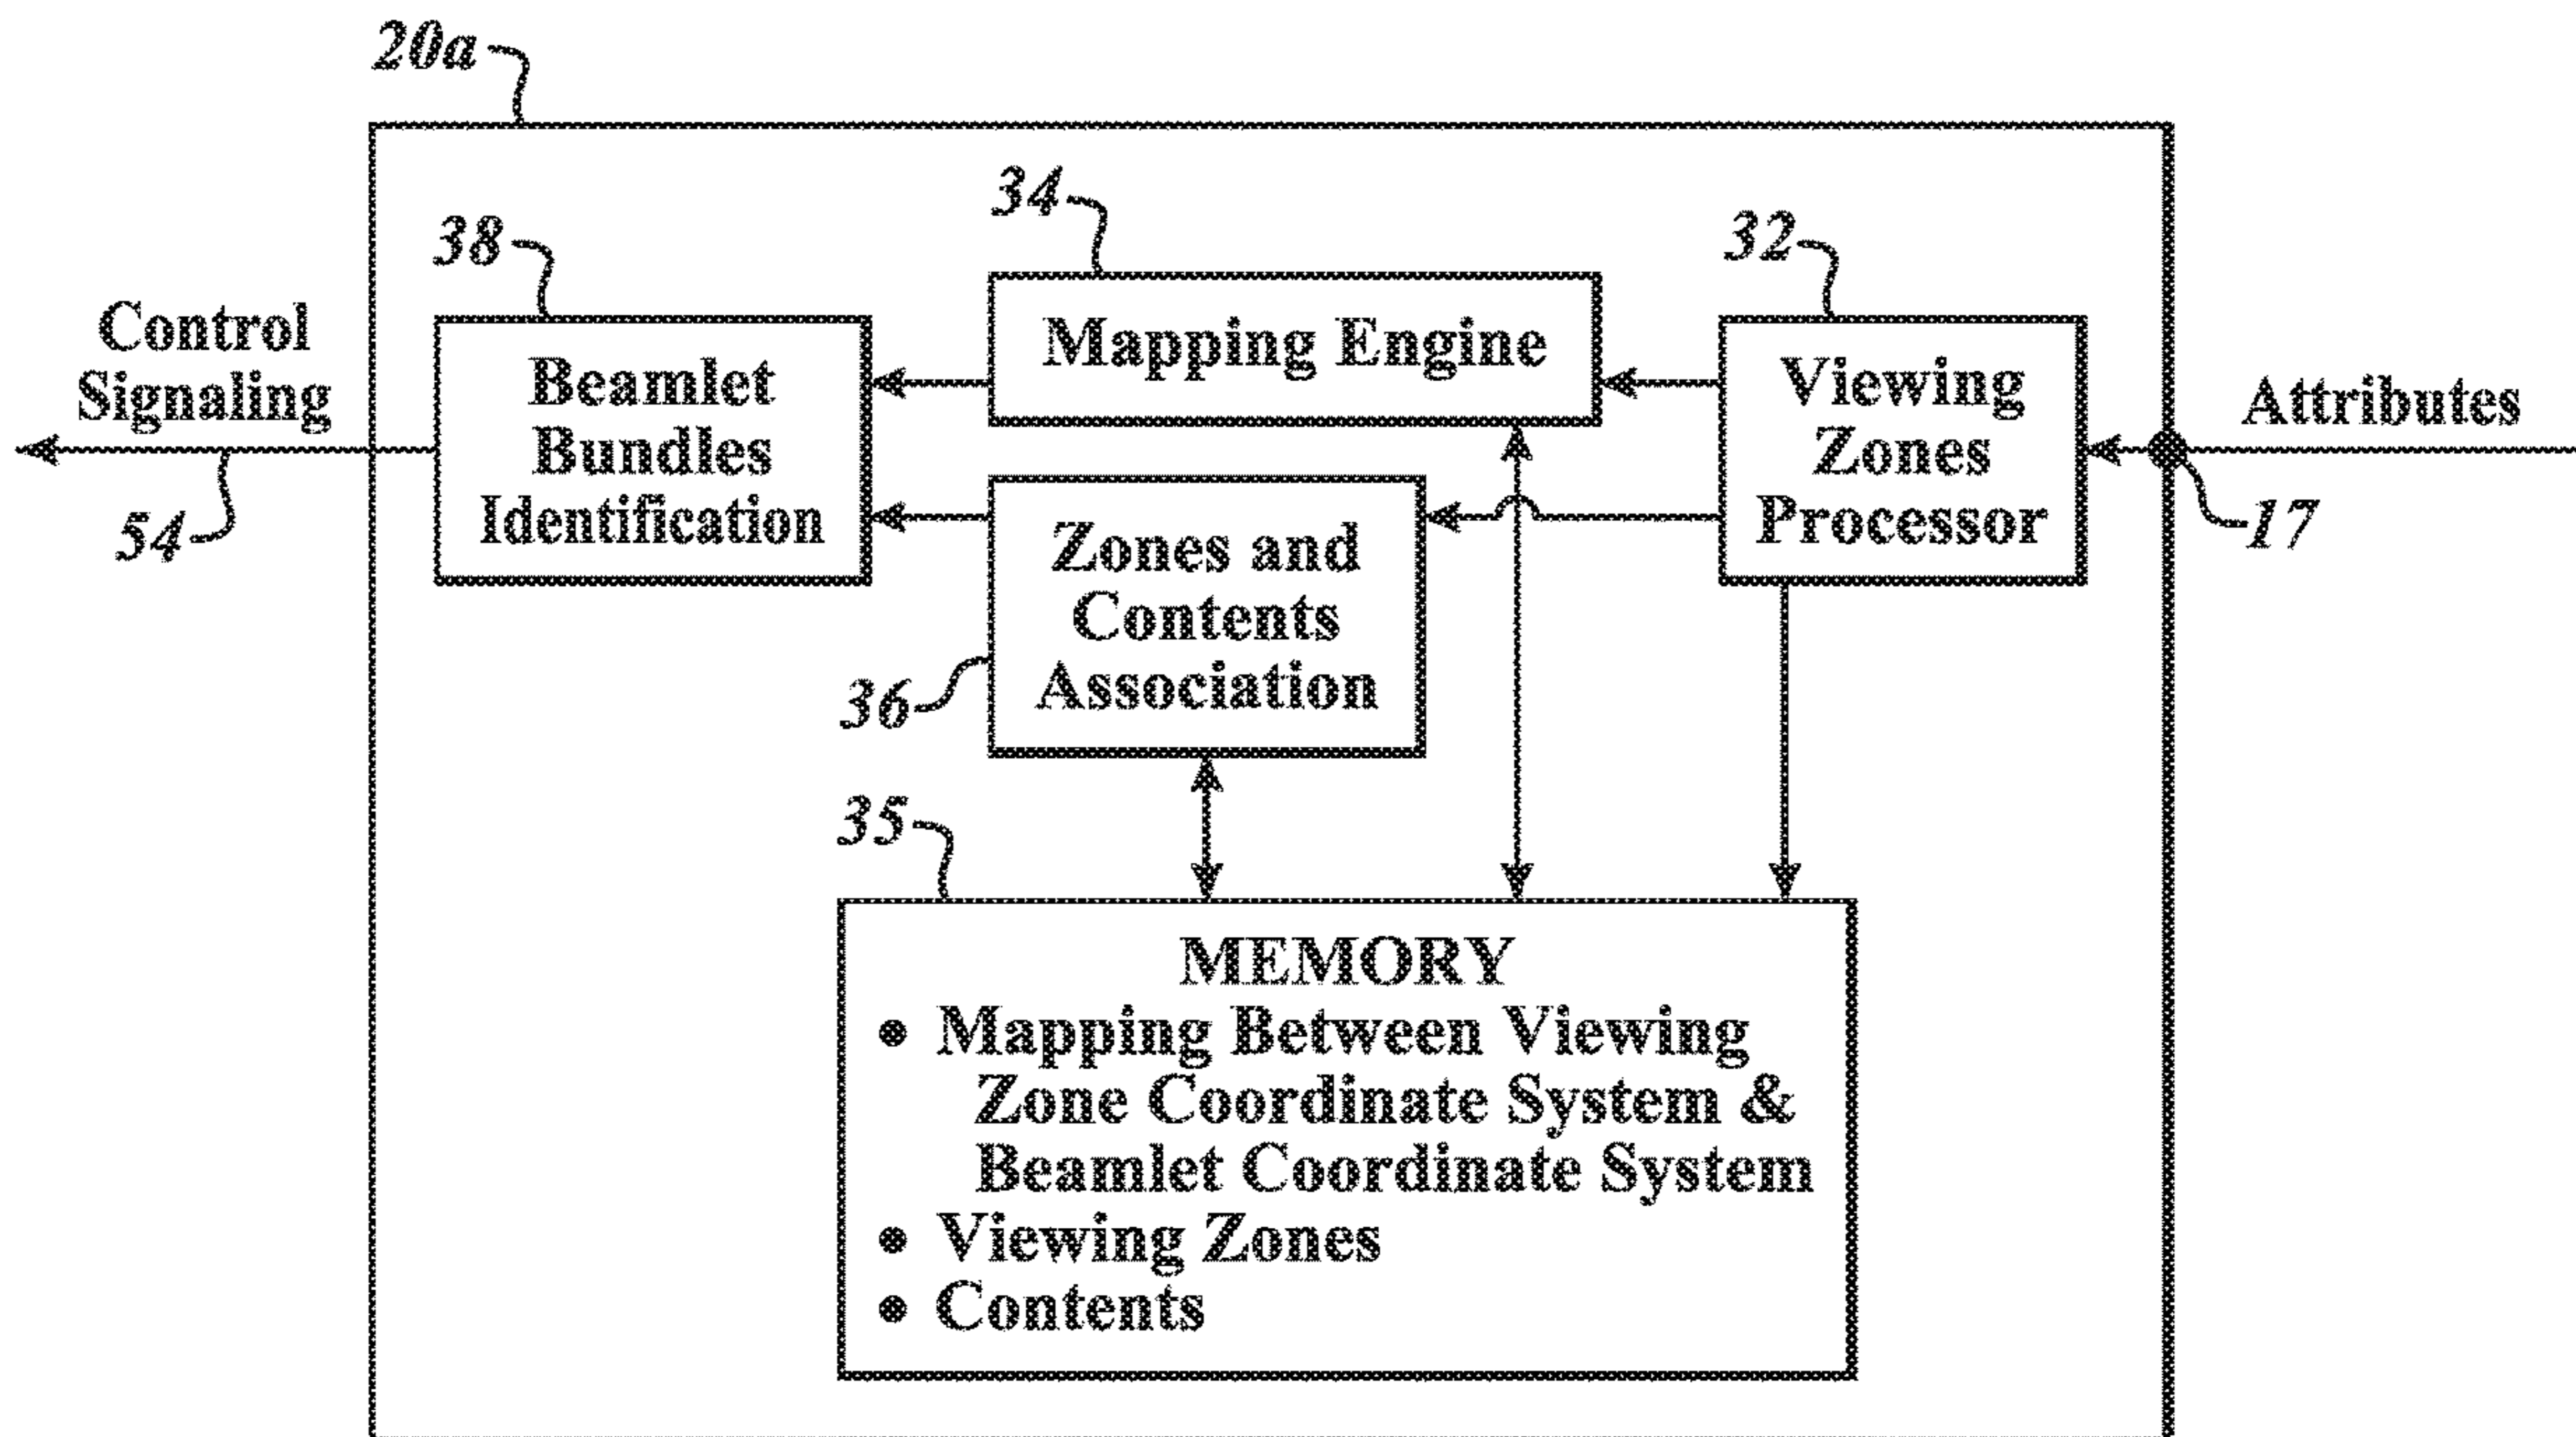 20a
34
32
38
Control
Signaling
Mapping Engine
Beamlet
Bundles
Identification
Viewing
Zones
Processor
Attributes
54
17
Zones and
Contents
Association
36
35
MEMORY
• Mapping Between Viewing
Zone Coordinate System &
Beamlet Coordinate System
• Viewing Zones
• Contents